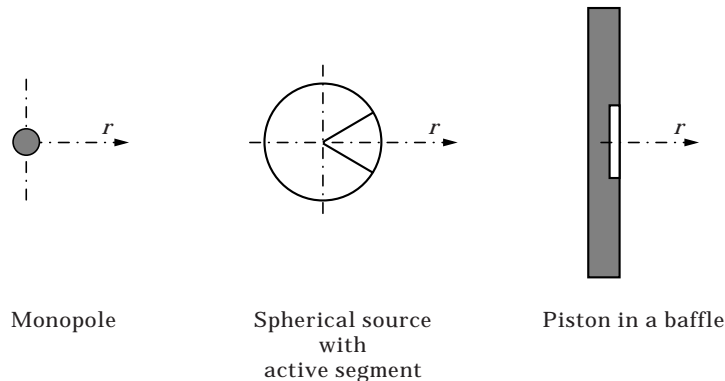 r
r
r
Monopole
Spherical source
with
active segment
Piston in a baffle